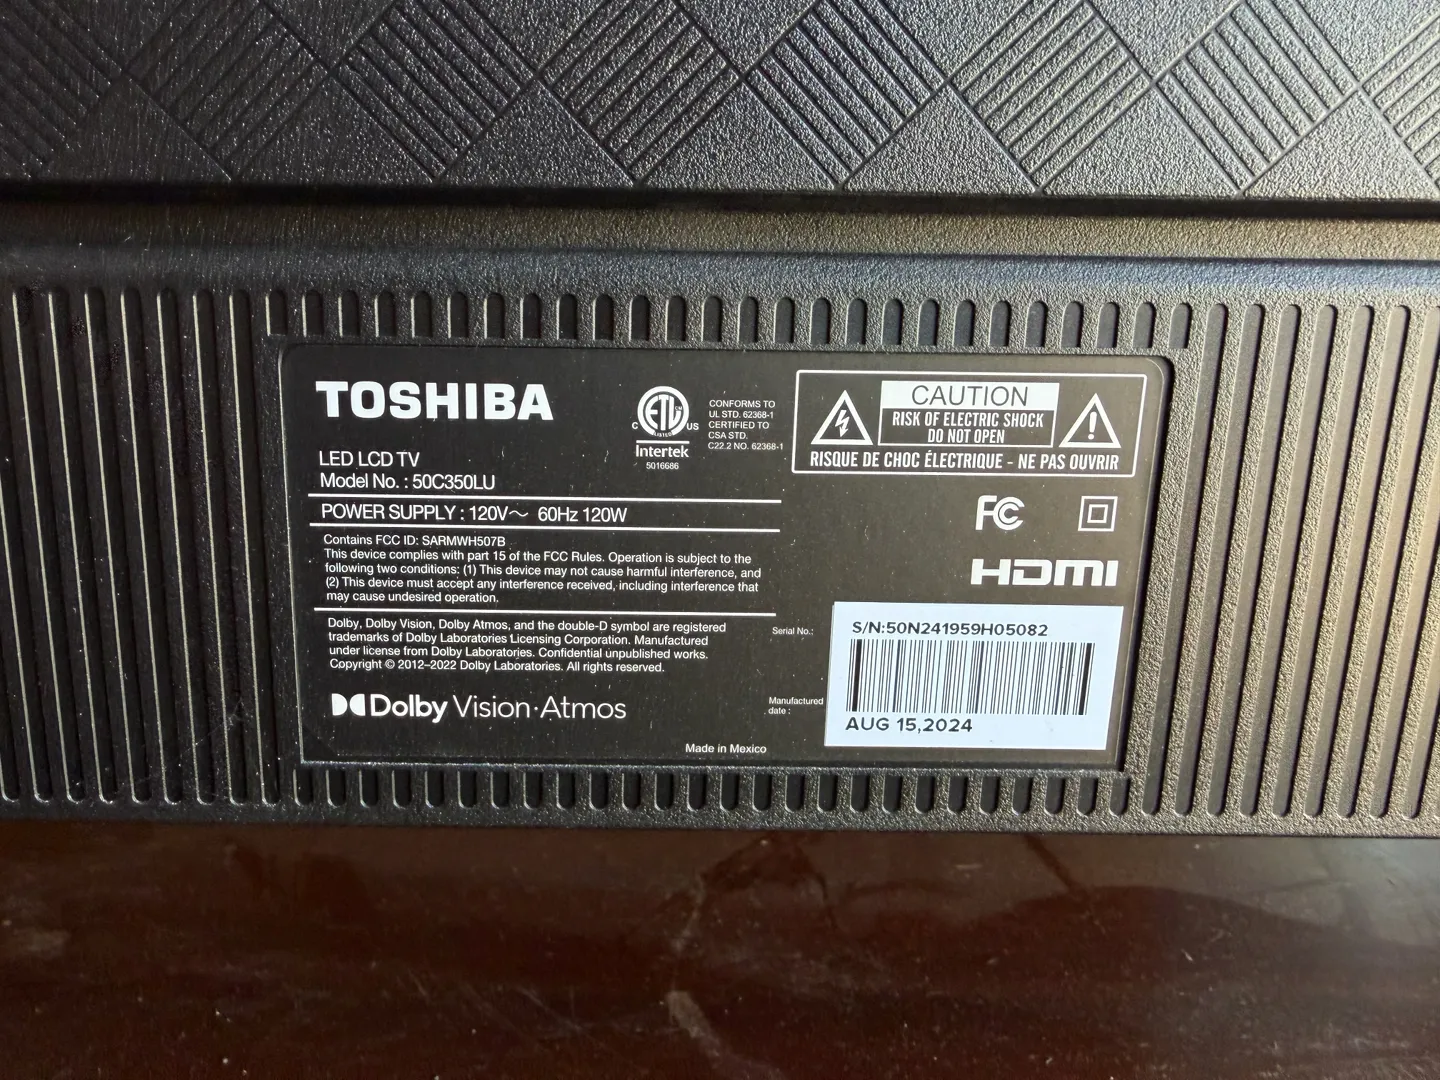 TOSHIBA
LED LCD TV
Model No. : 50C350LU
POWER SUPPLY : 120V～ 60Hz 120W
Contains FCC ID: SARMWH507B
This device complies with part 15 of the FCC Rules. Operation is subject to the
following two conditions: (1) This device may not cause harmful interference, and
(2) This device must accept any interference received, including interference that
may cause undesired operation.
Dolby, Dolby Vision, Dolby Atmos, and the double-D symbol are registered
trademarks of Dolby Laboratories Licensing Corporation. Manufactured
under license from Dolby Laboratories. Confidential unpublished works.
Copyright © 2012–2022 Dolby Laboratories. All rights reserved.
Dolby Vision·Atmos
Made in Mexico
C ETL CM US
LISTED
Intertek
5016686
CONFORMS TO
UL STD. 62368-1
CERTIFIED TO
CSA STD.
C22.2 NO. 62368-1
CAUTION
RISK OF ELECTRIC SHOCK
DO NOT OPEN
RISQUE DE CHOC ÉLECTRIQUE - NE PAS OUVRIR
FC
HDMI
Serial No.:
S/N:50N241959H05082
Manufactured
date :
AUG 15,2024